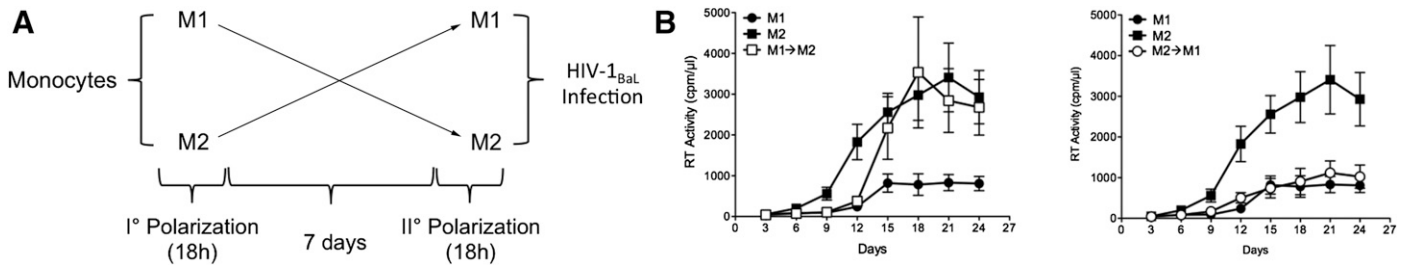 A
M1
M1
Monocytes
HIV-1BaL
Infection
M2
M2
I° Polarization
(18h)
7 days
II° Polarization
(18h)
B
5000
4000
3000
2000
1000
0
RT Activity (cpm/µl)
M1
M2
M1→M2
0 3 6 9 12 15 18 21 24 27
Days
5000
4000
3000
2000
1000
0
RT Activity (cpm/µl)
M1
M2
M2→M1
0 3 6 9 12 15 18 21 24 27
Days